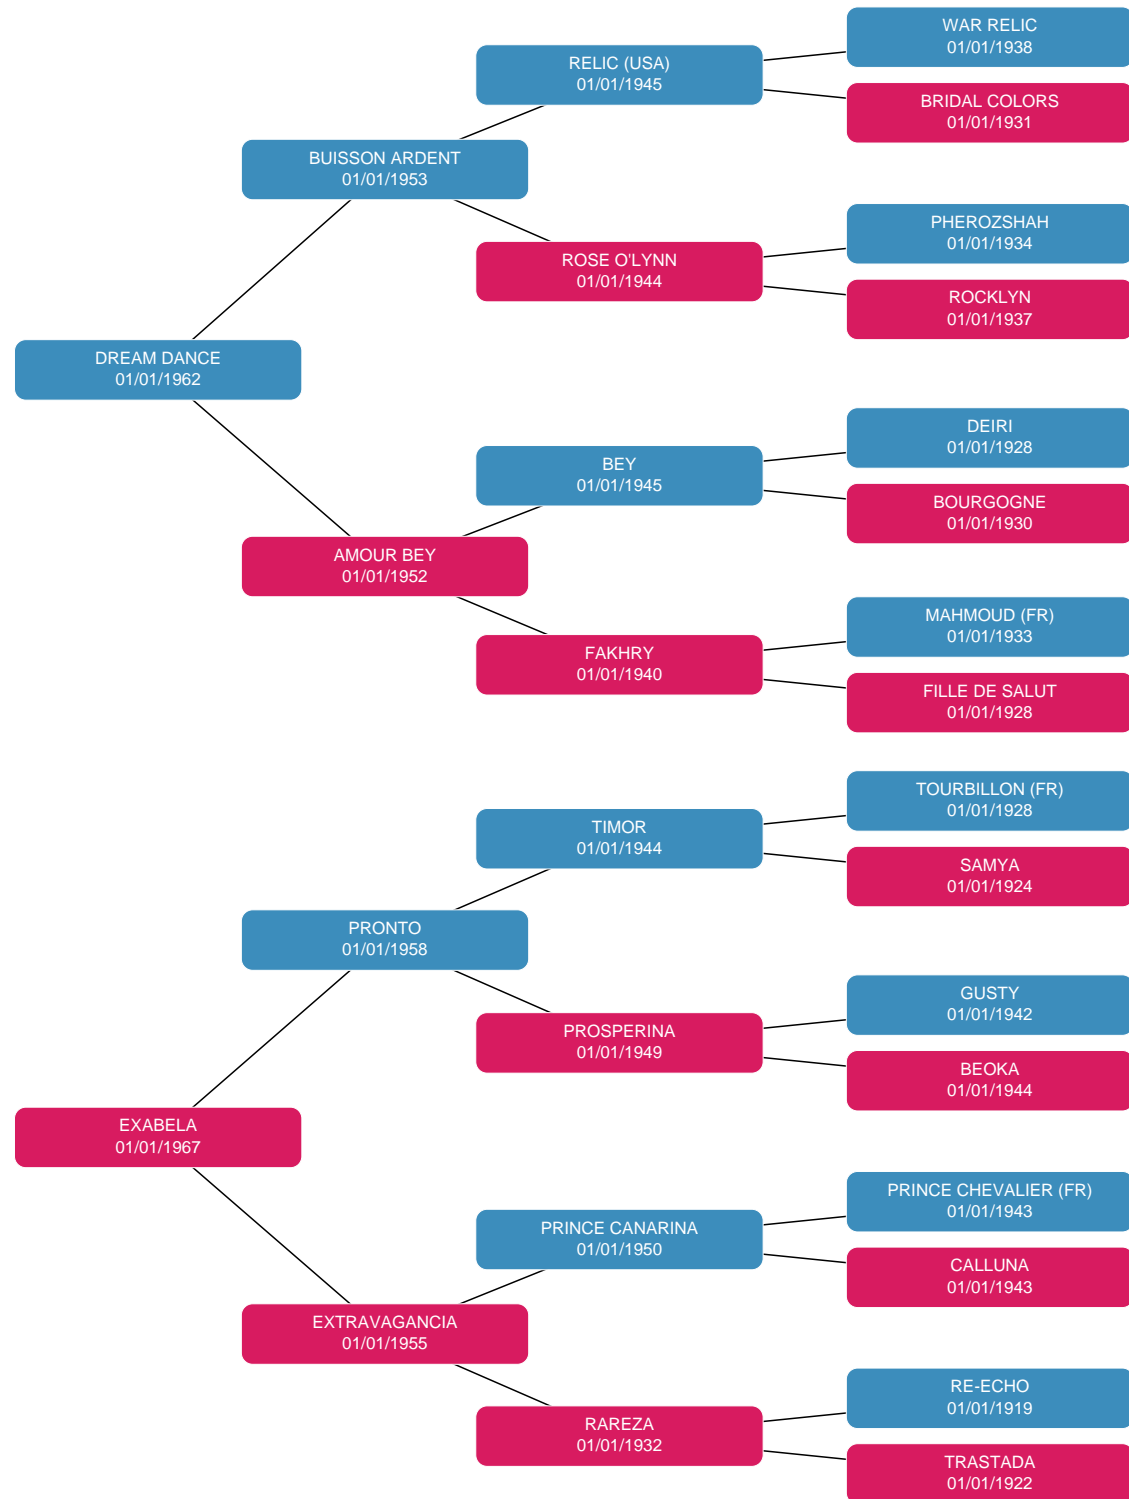 WAR RELIC
01/01/1938
RELIC (USA)
01/01/1945
BRIDAL COLORS
01/01/1931
BUISSON ARDENT
01/01/1953
PHEROZSHAH
01/01/1934
ROSE O'LYNN
01/01/1944
ROCKLYN
01/01/1937
DREAM DANCE
01/01/1962
DEIRI
01/01/1928
BEY
01/01/1945
BOURGOGNE
01/01/1930
AMOUR BEY
01/01/1952
MAHMOUD (FR)
01/01/1933
FAKHRY
01/01/1940
FILLE DE SALUT
01/01/1928
TOURBILLON (FR)
01/01/1928
TIMOR
01/01/1944
SAMYA
01/01/1924
PRONTO
01/01/1958
GUSTY
01/01/1942
PROSPERINA
01/01/1949
BEOKA
01/01/1944
EXABELA
01/01/1967
PRINCE CHEVALIER (FR)
01/01/1943
PRINCE CANARINA
01/01/1950
CALLUNA
01/01/1943
EXTRAVAGANCIA
01/01/1955
RE-ECHO
01/01/1919
RAREZA
01/01/1932
TRASTADA
01/01/1922